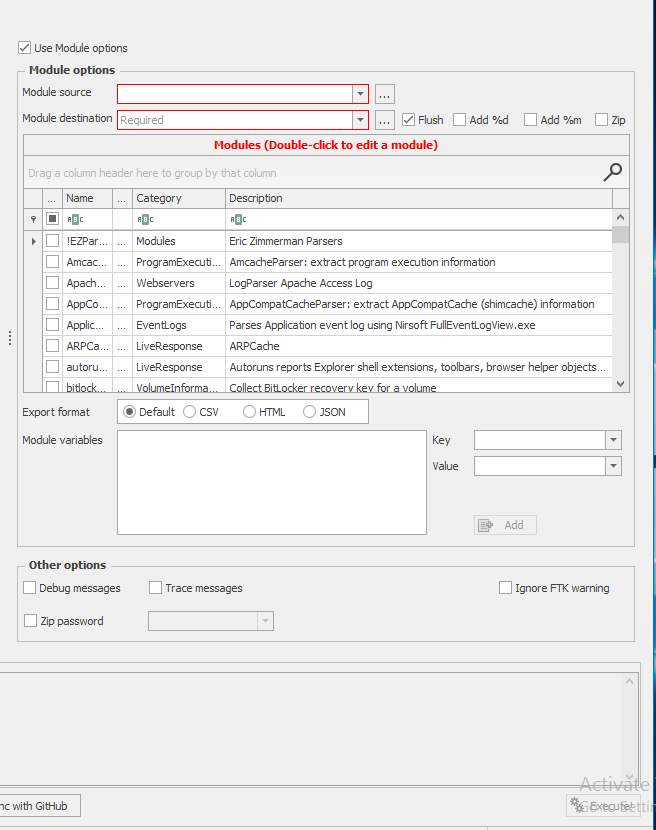 Use Module options
Module options
Module source
...
Module destination Required ... Flush Add %d Add %m Zip
Modules (Double-click to edit a module)
Drag a column header here to group by that column
... Name ... Category Description
!EZPar... ... Modules Eric Zimmerman Parsers
Amcac... ... ProgramExecuti... AmcacheParser: extract program execution information
Apach... ... Webservers LogParser Apache Access Log
AppCo... ... ProgramExecuti... AppCompatCacheParser: extract AppCompatCache (shimcache) information
Applic... ... EventLogs Parses Application event log using Nirsoft FullEventLogView.exe
ARPCa... ... LiveResponse ARPCache
autoru... ... LiveResponse Autoruns reports Explorer shell extensions, toolbars, browser helper objects...
bitlock... ... VolumeInforma... Collect BitLocker recovery key for a volume
Export format Default CSV HTML JSON
Module variables Key
Value
Add
Other options
Debug messages Trace messages Ignore FTK warning
Zip password
Activate
nc with GitHub Execute!
Go to Settin